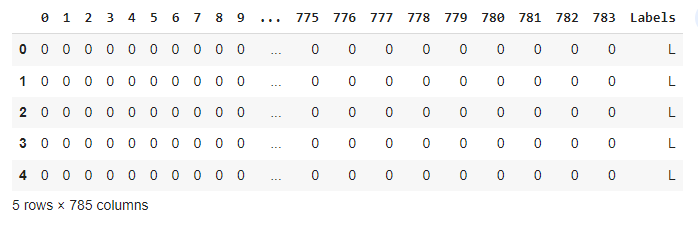 0 1 2 3 4 5 6 7 8 9 ... 775 776 777 778 779 780 781 782 783 Labels
0 0 0 0 0 0 0 0 0 0 0 ... 0 0 0 0 0 0 0 0 0 L
1 0 0 0 0 0 0 0 0 0 0 ... 0 0 0 0 0 0 0 0 0 L
2 0 0 0 0 0 0 0 0 0 0 ... 0 0 0 0 0 0 0 0 0 L
3 0 0 0 0 0 0 0 0 0 0 ... 0 0 0 0 0 0 0 0 0 L
4 0 0 0 0 0 0 0 0 0 0 ... 0 0 0 0 0 0 0 0 0 L
5 rows × 785 columns